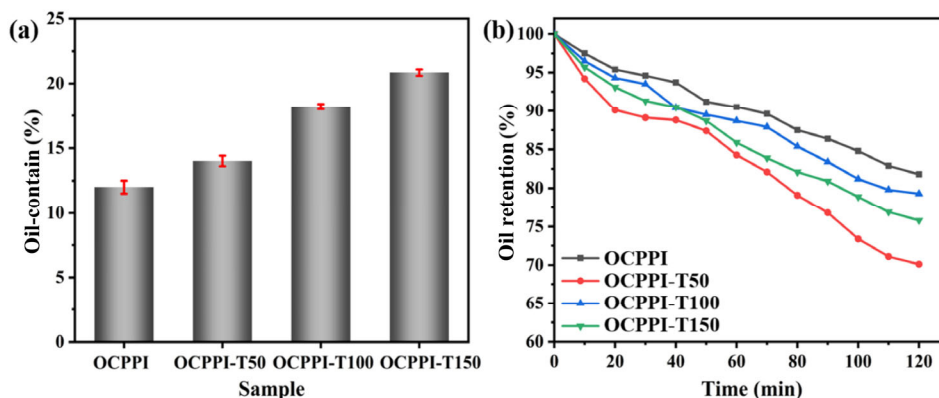 (a)
25
20
15
10
5
0
Oil-contain (%)
OCPPI
OCPPI-T50
OCPPI-T100
OCPPI-T150
Sample
(b)
100
95
90
85
80
75
70
65
60
Oil retention (%)
OCPPI
OCPPI-T50
OCPPI-T100
OCPPI-T150
0
20
40
60
80
100
120
Time (min)